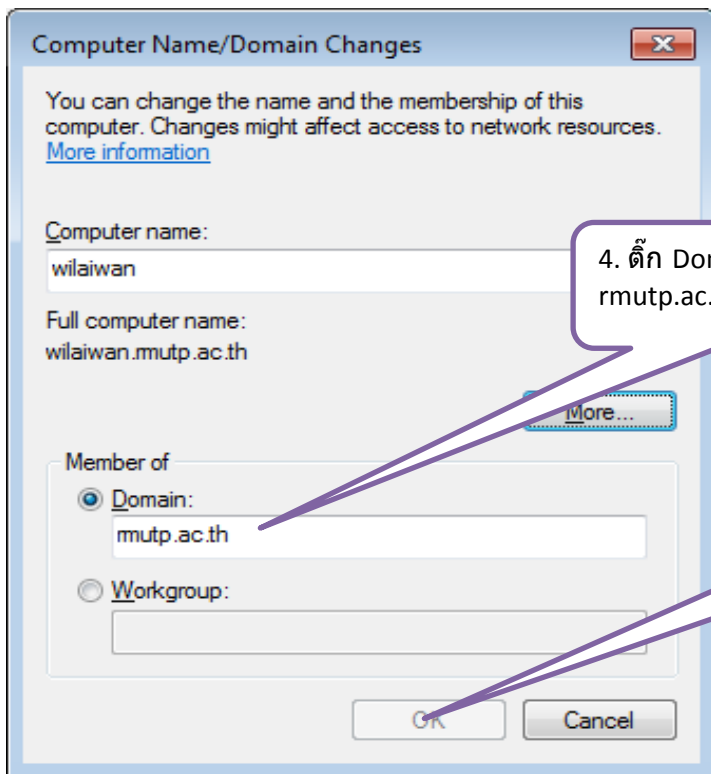 Computer Name/Domain Changes
You can change the name and the membership of this
computer. Changes might affect access to network resources.
More information
Computer name:
wilaiwan
4. ติ๊ก
rmutp.ac.
Full computer name:
wilaiwan.rmutp.ac.th
More...
Member of
Domain:
rmutp.ac.th
Workgroup:
OK
Cancel